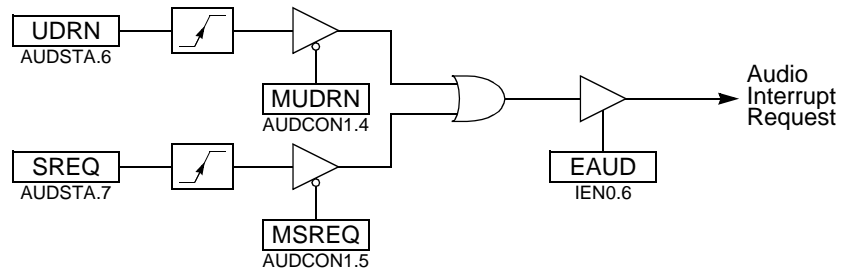 UDRN
AUDSTA.6
MUDRN
AUDCON1.4
Audio
Interrupt
Request
SREQ
AUDSTA.7
EAUD
IEN0.6
MSREQ
AUDCON1.5